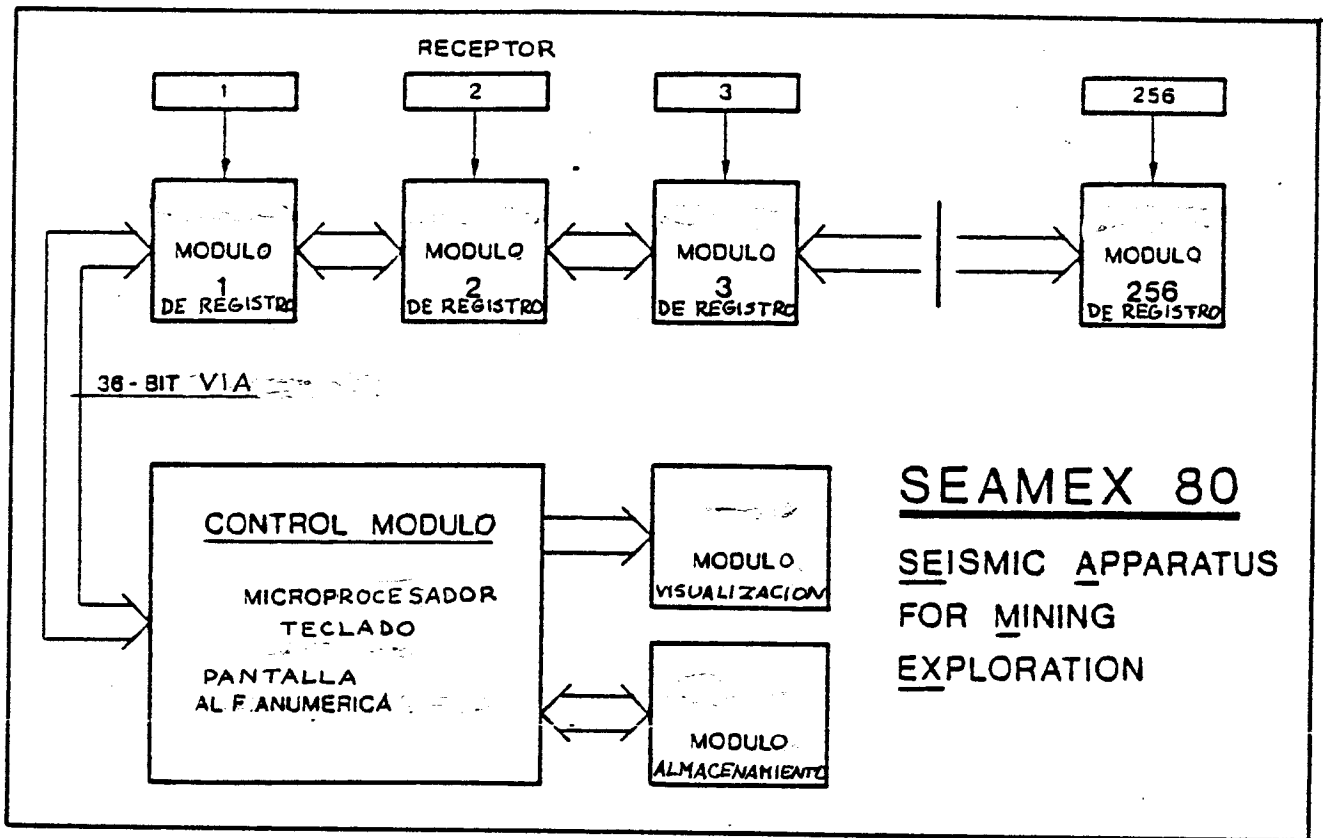 RECEPTOR
1
2
3
256
MODULO
1
DE REGISTRO
MODULO
2
DE REGISTRO
MODULO
3
DE REGISTRO
MODULO
256
DE REGISTRO
36-BIT VIA
CONTROL MODULO
MICROPROCESADOR
TECLADO
PANTALLA
ALFANUMERICA
MODULO
VISUALIZACION
MODULO
ALMACENAMIENTO
SEAMEX 80
SEISMIC APPARATUS
FOR MINING
EXPLORATION